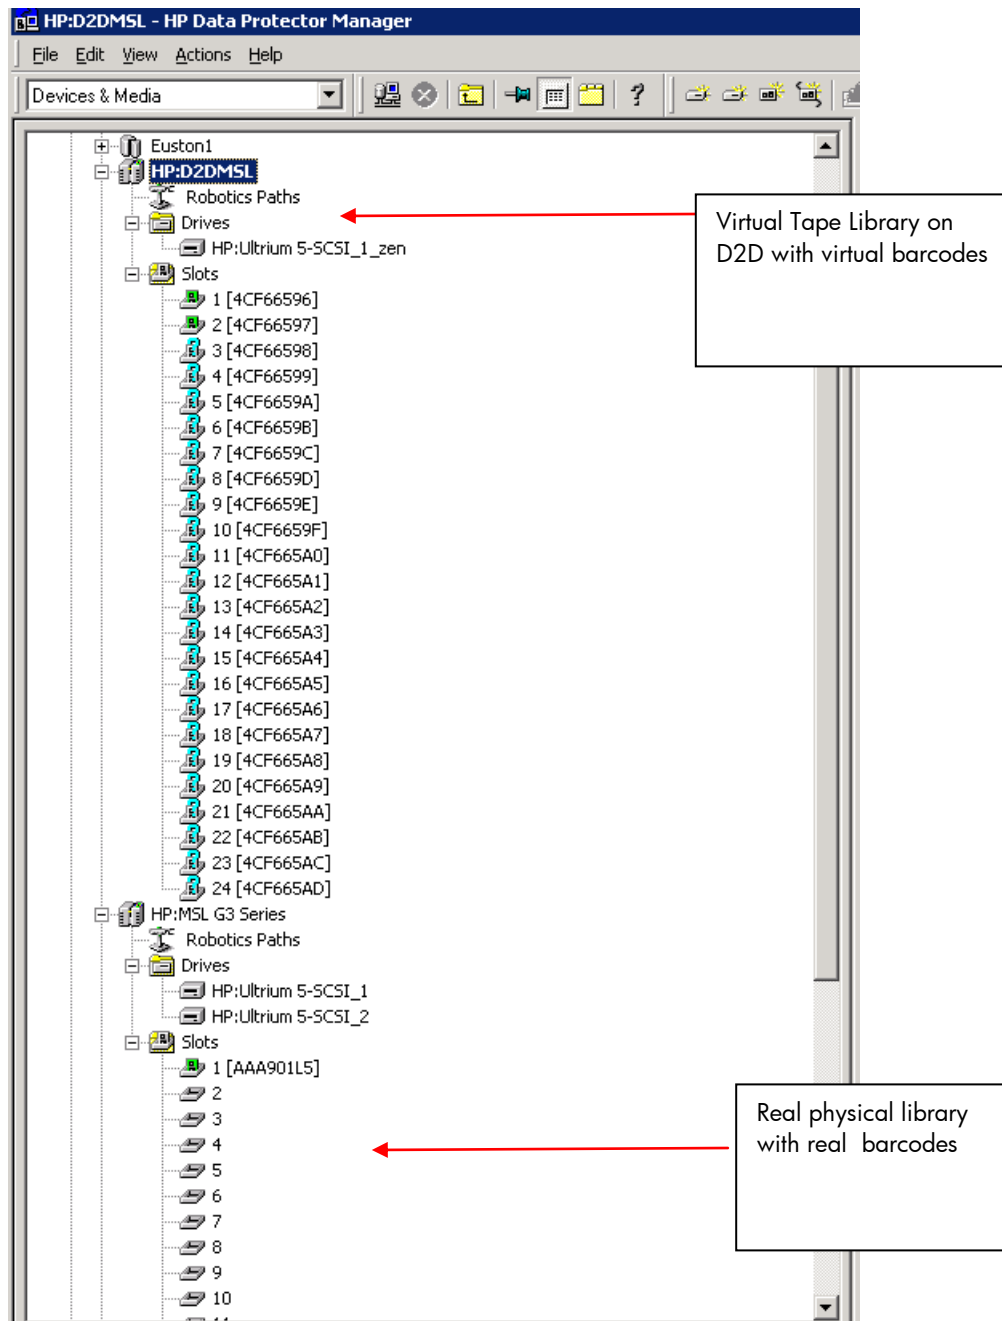 HP:D2DMSL - HP Data Protector Manager
File Edit View Actions Help
Devices & Media
Euston1
HP:D2DMSL
Robotics Paths
Drives
HP:Ultrium 5-SCSI_1_zen
Slots
1 [4CF66596]
2 [4CF66597]
3 [4CF66598]
4 [4CF66599]
5 [4CF6659A]
6 [4CF6659B]
7 [4CF6659C]
8 [4CF6659D]
9 [4CF6659E]
10 [4CF6659F]
11 [4CF665A0]
12 [4CF665A1]
13 [4CF665A2]
14 [4CF665A3]
15 [4CF665A4]
16 [4CF665A5]
17 [4CF665A6]
18 [4CF665A7]
19 [4CF665A8]
20 [4CF665A9]
21 [4CF665AA]
22 [4CF665AB]
23 [4CF665AC]
24 [4CF665AD]
HP:MSL G3 Series
Robotics Paths
Drives
HP:Ultrium 5-SCSI_1
HP:Ultrium 5-SCSI_2
Slots
1 [AAA901L5]
2
3
4
5
6
7
8
9
10
Virtual Tape Library on
D2D with virtual barcodes
Real physical library
with real barcodes